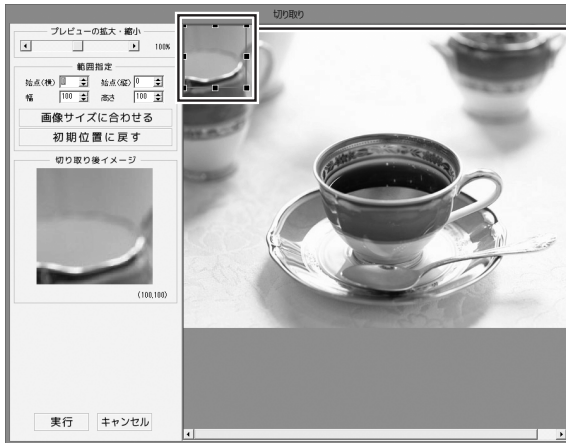 切り取り
プレビューの拡大・縮小
100%
範囲指定
始点(横) 0 始点(縦) 0
幅 100 高さ 100
画像サイズに合わせる
初期位置に戻す
切り取り後イメージ
(100,100)
実行 キャンセル